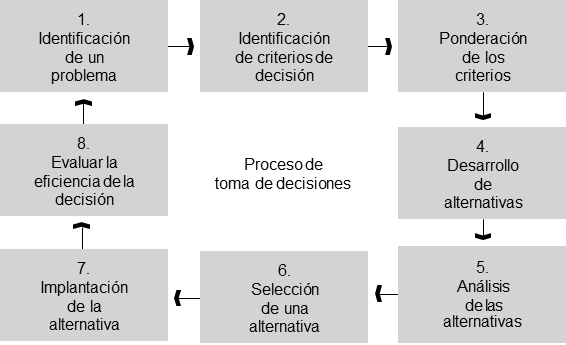 1.
Identificación
de un
problema
2.
Identificación
de criterios de
decisión
3.
Ponderación
de los
criterios
8.
Evaluar la
eficiencia de la
decisión
Proceso de
toma de decisiones
4.
Desarrollo
de
alternativas
7.
Implantación
de la
alternativa
6.
Selección
de una
alternativa
5.
Análisis
de las
alternativas